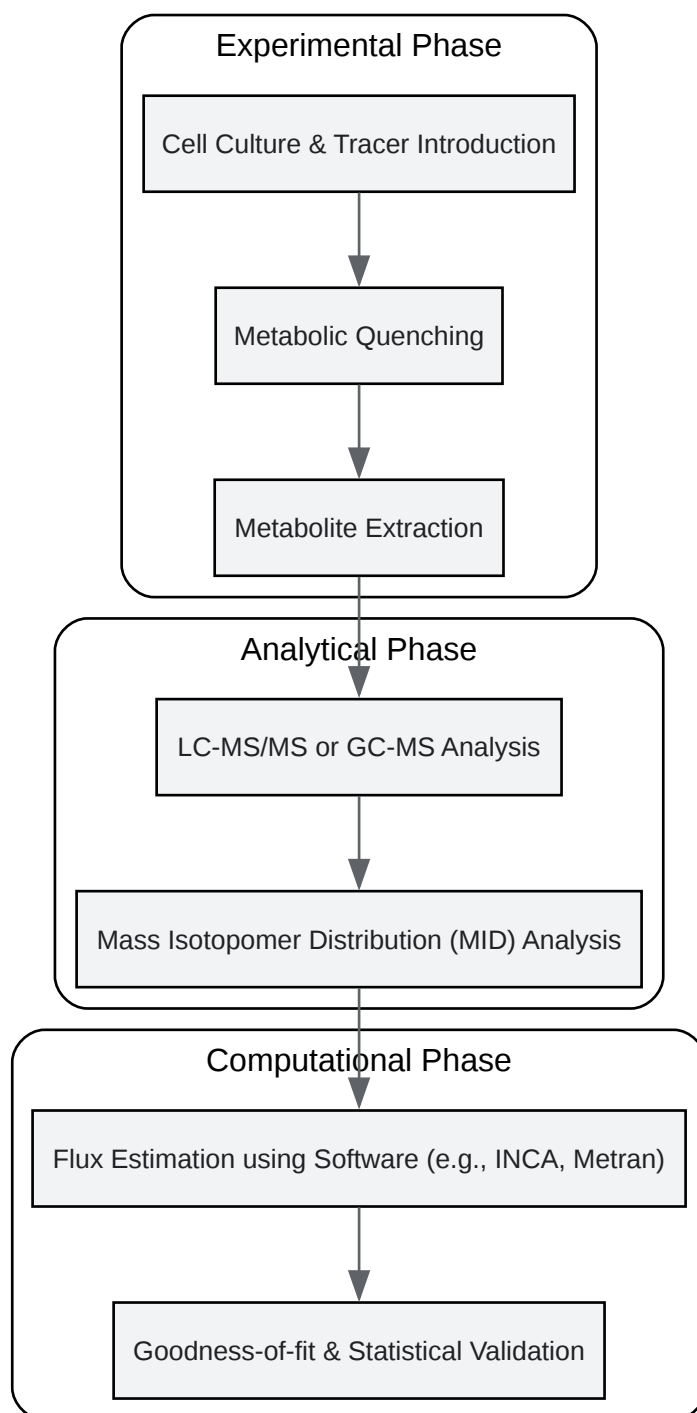 Experimental Phase
Cell Culture & Tracer Introduction
Metabolic Quenching
Metabolite Extraction
Analytical Phase
LC-MS/MS or GC-MS Analysis
Mass Isotopomer Distribution (MID) Analysis
Computational Phase
Flux Estimation using Software (e.g., INCA, Metran)
Goodness-of-fit & Statistical Validation